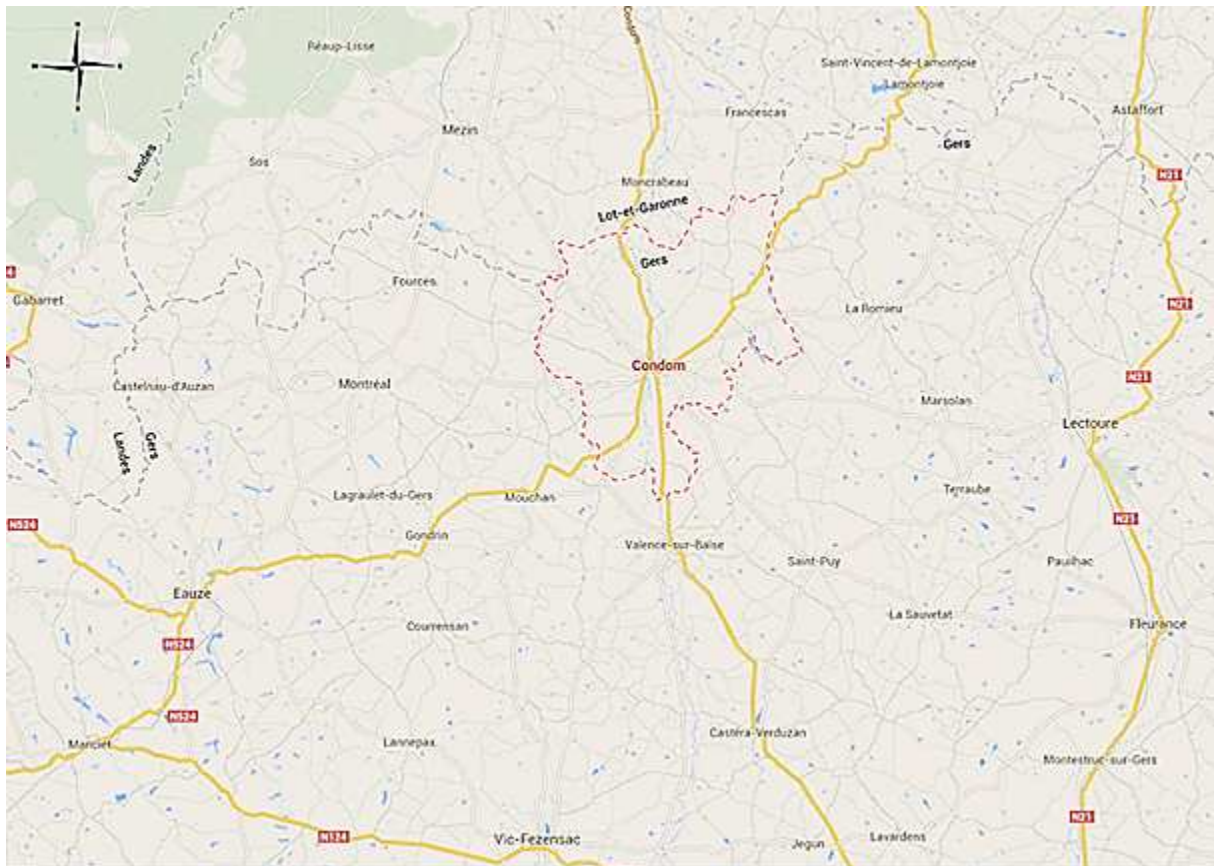 Condom
Réaup-Lisse
Saint-Vincent-de-Lamontjoie
Lamontjoie
Francescas
Astaffort
Mézin
Gers
Landes
Sos
N21
Moncrabeau
Lot-et-Garonne
Gers
4
Fources
Gabarret
La Romieu
N21
Condom
N21
Castelnau-d'Auzan
Montréal
Marsolan
Lectoure
Gers
Landes
Lagraulet-du-Gers
Mouchan
Terraube
N524
N21
Gondrin
Valence-sur-Baïse
Saint-Puy
Pauilhac
Eauze
La Sauvetat
Courrensan
Fleurance
N524
N524
Manciet
Lannepax
Castéra-Verduzan
Montestruc-sur-Gers
N21
N524
Vic-Fezensac
Jegun
Lavardens